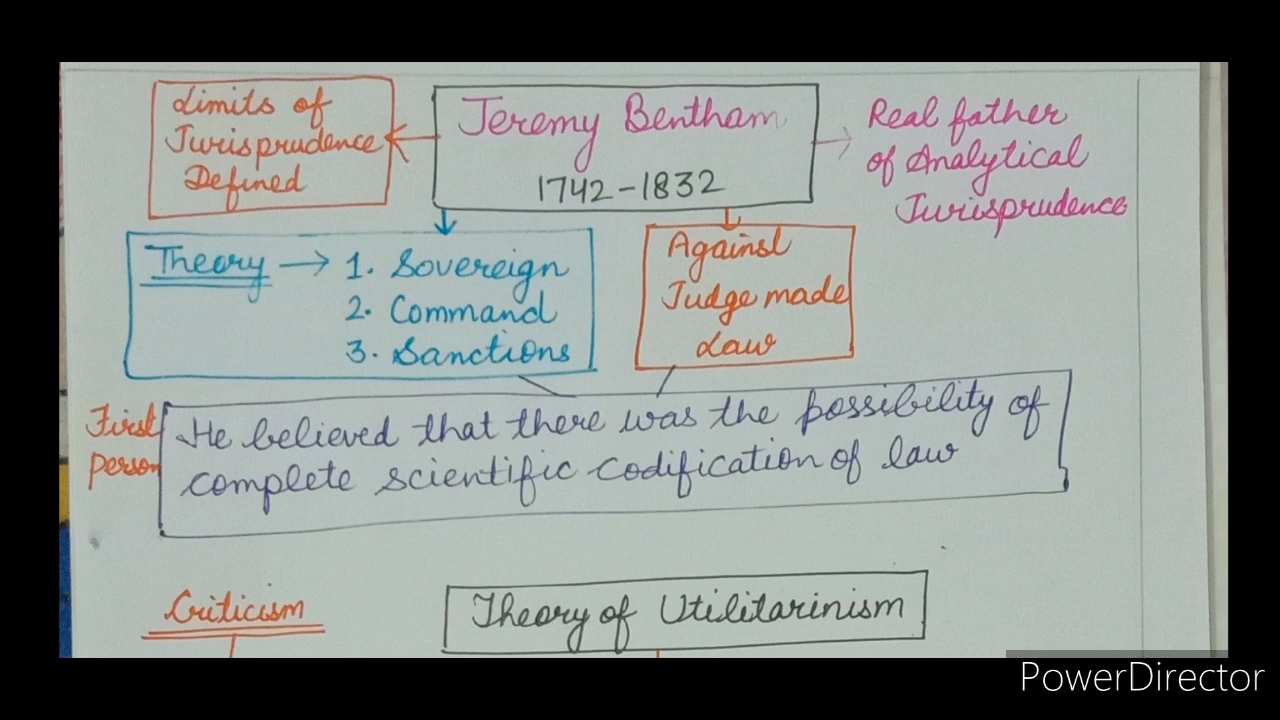 Limits of
Jurisprudence
Defined
Jeremy Bentham
1742-1832
Real father
of Analytical
Jurisprudence
Theory → 1. Sovereign
2. Command
3. Sanctions
Against
Judge made
Law
First
person
He believed that there was the possibility of
complete scientific codification of law
Criticism
Theory of Utilitarinism
PowerDirector